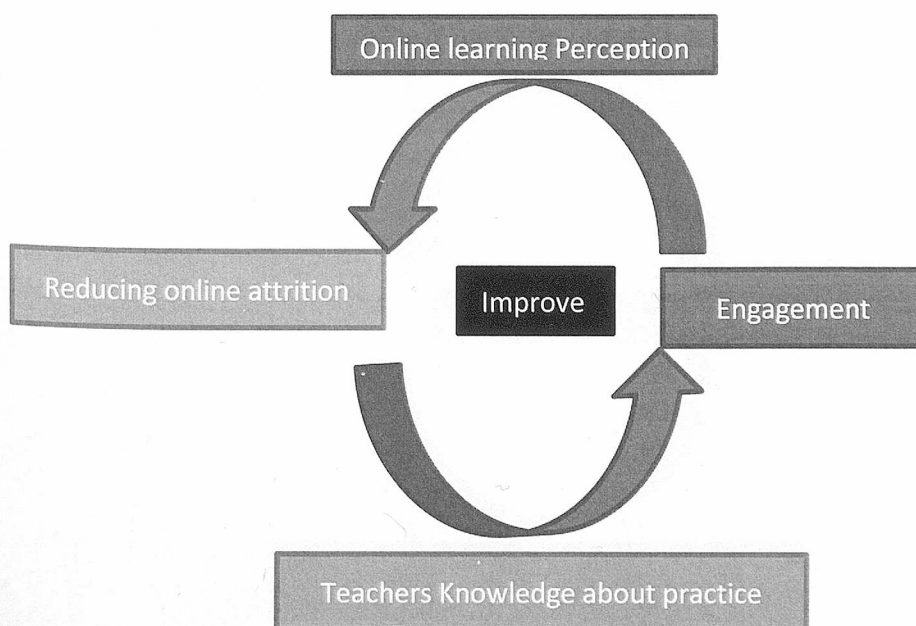 Online learning Perception
Reducing online attrition
Improve
Engagement
Teachers Knowledge about practice